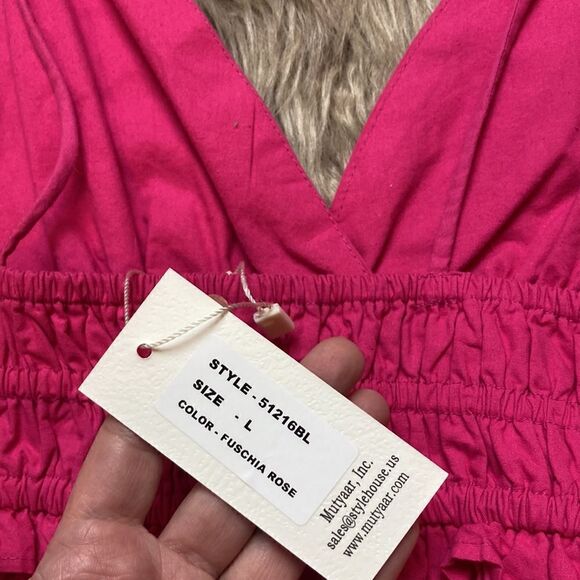 STYLE - 51216BL
SIZE - L
COLOR - FUSCHIA ROSE
Mutyaar, Inc.
sales@stylehouse.us
www.mutyaar.com